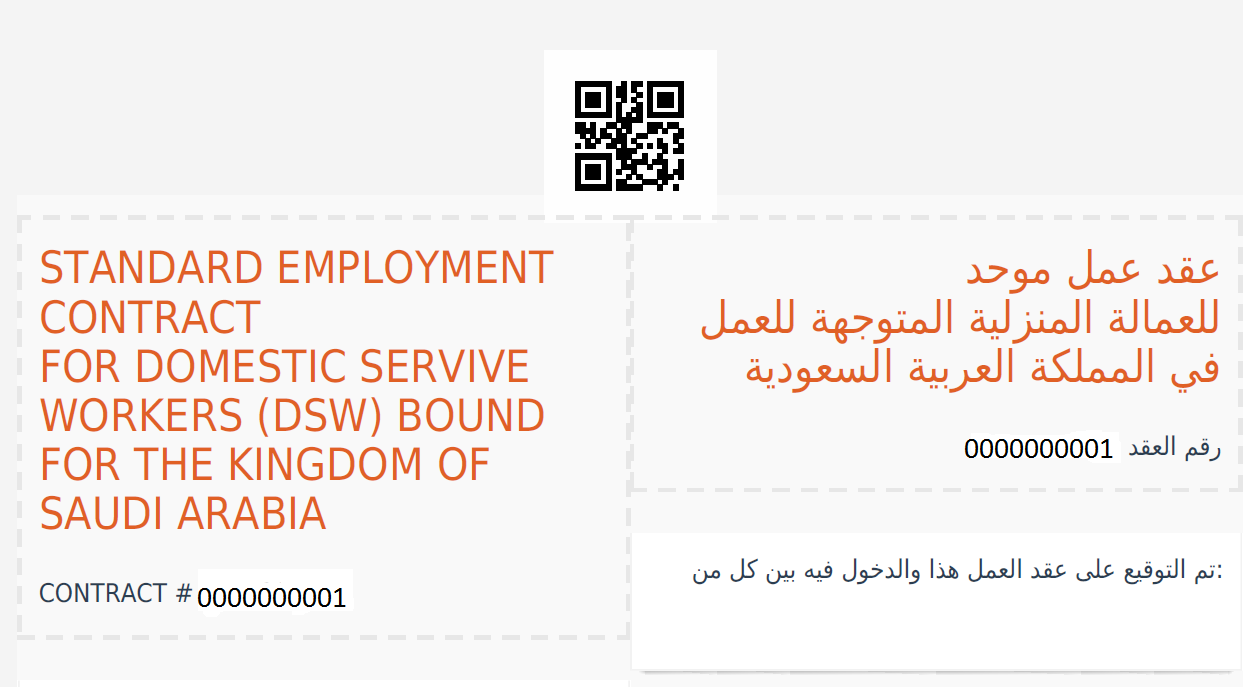 STANDARD EMPLOYMENT
CONTRACT
FOR DOMESTIC SERVIVE
WORKERS (DSW) BOUND
FOR THE KINGDOM OF
SAUDI ARABIA
CONTRACT # 0000000001
عقد عمل موحد
للعمالة المنزلية المتوجهة للعمل
في المملكة العربية السعودية
رقم العقد 0000000001
تم التوقيع على عقد العمل هذا والدخول فيه بين كل من: